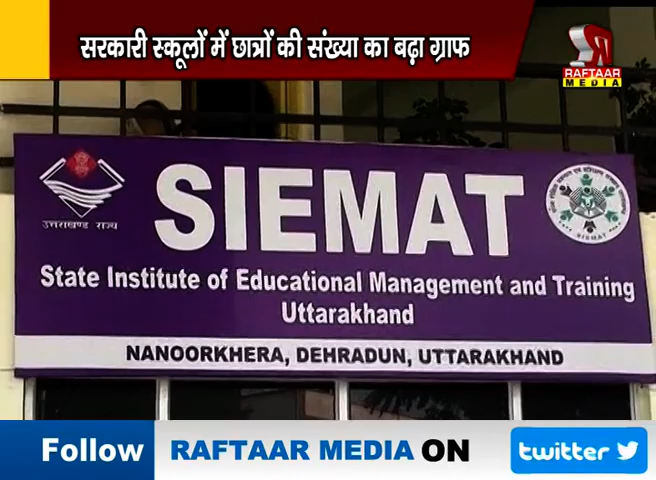 सरकारी स्कूलों में छात्रों की संख्या का बढ़ा ग्राफ
RAFTAAR
MEDIA
SIEMAT
उत्तराखण्ड राज्य
SIEMAT
State Institute of Educational Management and Training
Uttarakhand
NANOORKHERA, DEHRADUN, UTTARAKHAND
Follow RAFTAAR MEDIA ON twitter